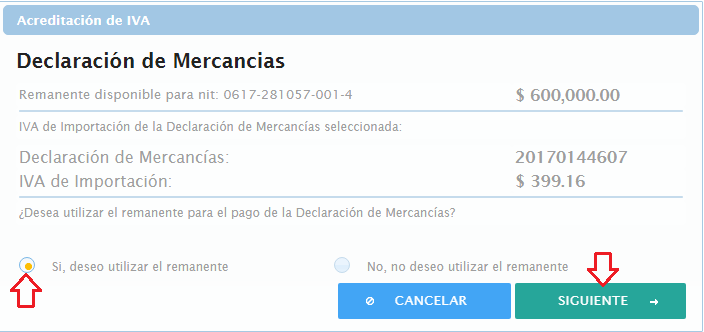 Acreditación de IVA
Declaración de Mercancias
Remanente disponible para nit: 0617-281057-001-4 $ 600,000.00
IVA de Importación de la Declaración de Mercancías seleccionada:
Declaración de Mercancías: 20170144607
IVA de Importación: $ 399.16
¿Desea utilizar el remanente para el pago de la Declaración de Mercancías?
Si, deseo utilizar el remanente No, no deseo utilizar el remanente
CANCELAR SIGUIENTE